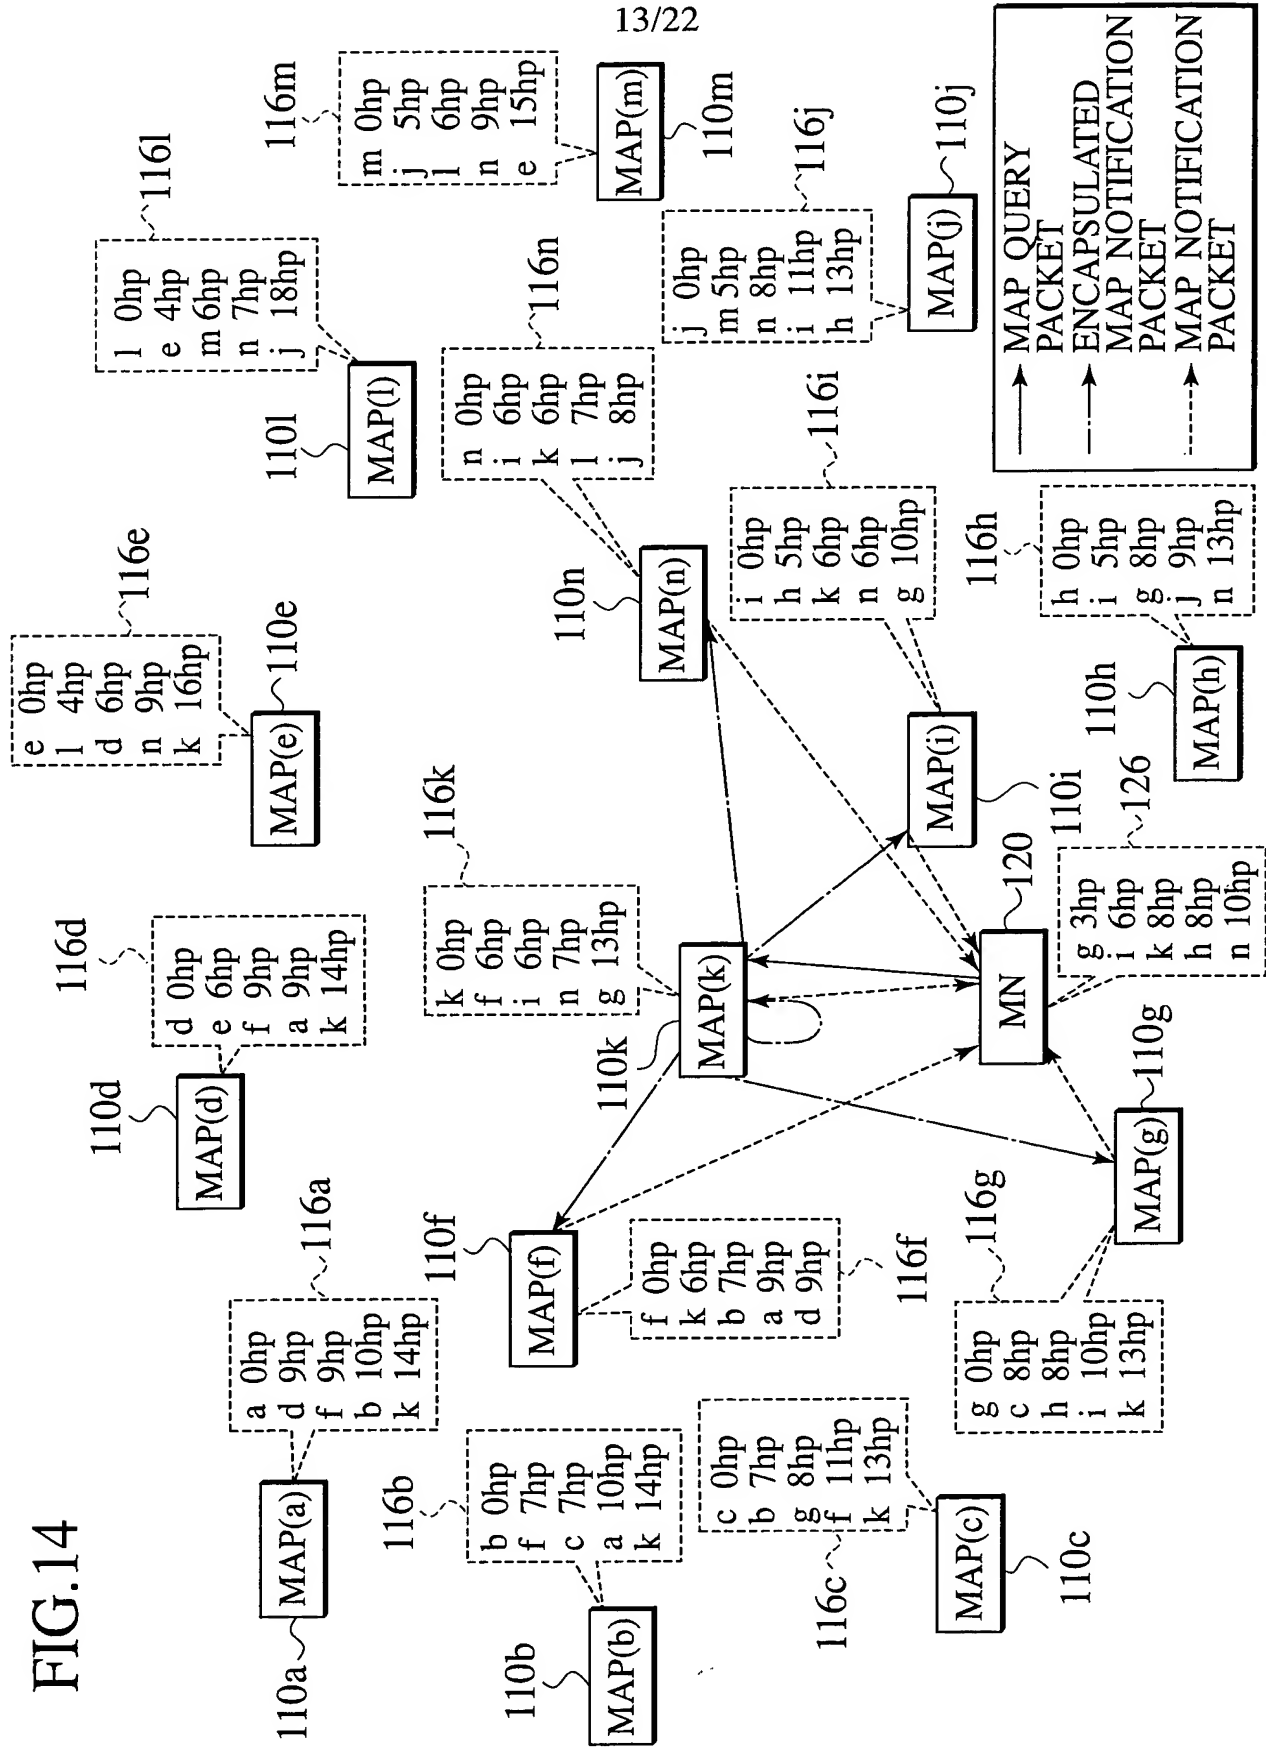 13/22
FIG.14
110a
MAP(a)
116a
a 0hp
d 9hp
f 9hp
b 10hp
k 14hp
110d
MAP(d)
116d
d 0hp
e 6hp
f 9hp
a 9hp
k 14hp
116e
e 0hp
l 4hp
d 6hp
n 9hp
k 16hp
MAP(e)
110e
116l
l 0hp
e 4hp
m 6hp
n 7hp
j 18hp
110l
MAP(l)
116m
m 0hp
j 5hp
l 6hp
n 9hp
e 15hp
MAP(m)
110m
110b
MAP(b)
116b
b 0hp
f 7hp
c 7hp
a 10hp
k 14hp
110f
MAP(f)
f 0hp
k 6hp
b 7hp
a 9hp
d 9hp
116f
116k
k 0hp
f 6hp
i 6hp
n 7hp
g 13hp
110k
MAP(k)
110n
MAP(n)
116n
n 0hp
i 6hp
k 6hp
l 7hp
j 8hp
116j
j 0hp
m 5hp
n 8hp
i 11hp
h 13hp
MAP(j)
110j
c 0hp
b 7hp
g 8hp
f 11hp
k 13hp
116c
MAP(c)
110c
116g
g 0hp
c 8hp
h 8hp
i 10hp
k 13hp
MAP(g)
110g
MN
120
g 3hp
i 6hp
k 8hp
h 8hp
n 10hp
126
MAP(i)
110i
116i
i 0hp
h 5hp
k 6hp
n 6hp
g 10hp
110h
MAP(h)
116h
h 0hp
i 5hp
g 8hp
j 9hp
n 13hp
MAP QUERY
PACKET
ENCAPSULATED
MAP NOTIFICATION
PACKET
MAP NOTIFICATION
PACKET